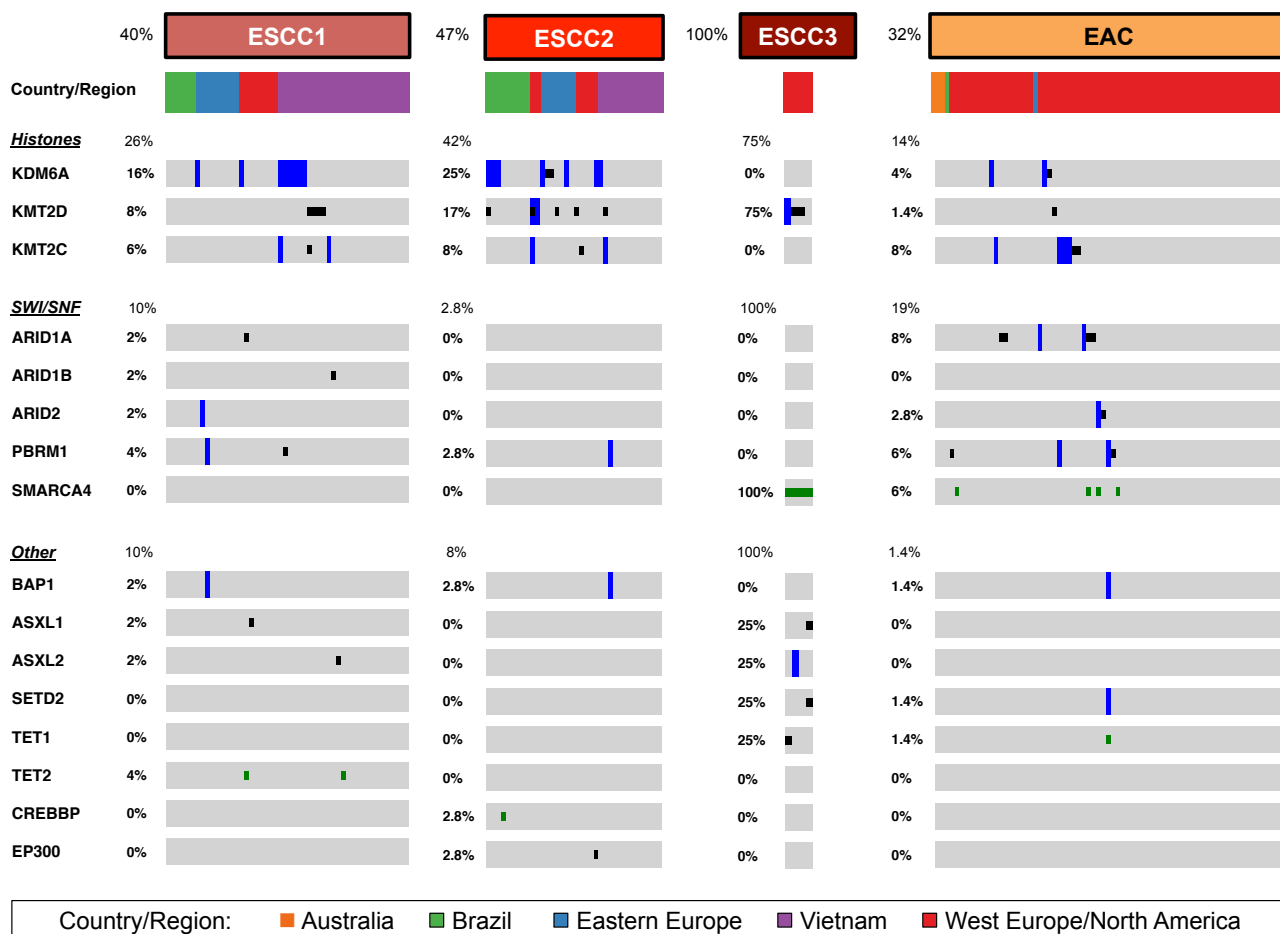 40% ESCC1 47% ESCC2 100% ESCC3 32% EAC
Country/Region
Histones 26% 42% 75% 14%
KDM6A 16% 25% 0% 4%
KMT2D 8% 17% 75% 1.4%
KMT2C 6% 8% 0% 8%
SWI/SNF 10% 2.8% 100% 19%
ARID1A 2% 0% 0% 8%
ARID1B 2% 0% 0% 0%
ARID2 2% 0% 0% 2.8%
PBRM1 4% 2.8% 0% 6%
SMARCA4 0% 0% 100% 6%
Other 10% 8% 100% 1.4%
BAP1 2% 2.8% 0% 1.4%
ASXL1 2% 0% 25% 0%
ASXL2 2% 0% 25% 0%
SETD2 0% 0% 25% 1.4%
TET1 0% 0% 25% 1.4%
TET2 4% 0% 0% 0%
CREBBP 0% 2.8% 0% 0%
EP300 0% 2.8% 0% 0%
Country/Region: Australia Brazil Eastern Europe Vietnam West Europe/North America